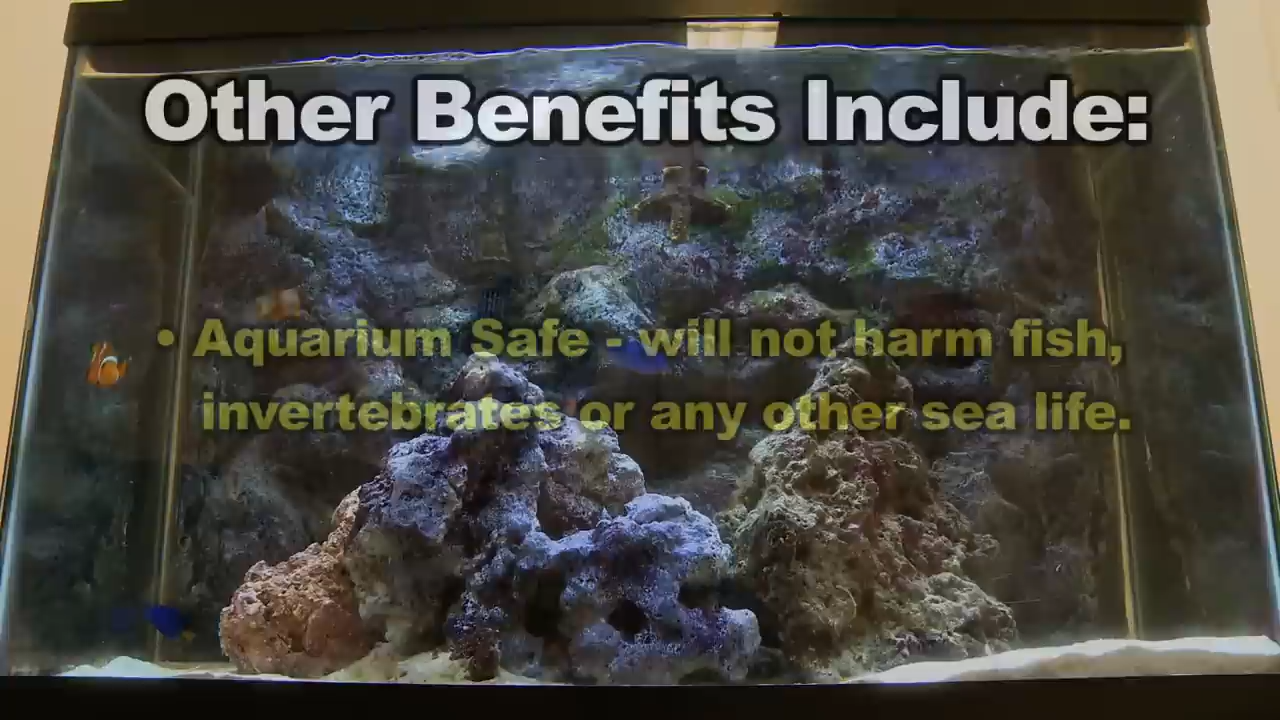 Other Benefits Include:
• Aquarium Safe - will not harm fish,
invertebrates or any other sea life.